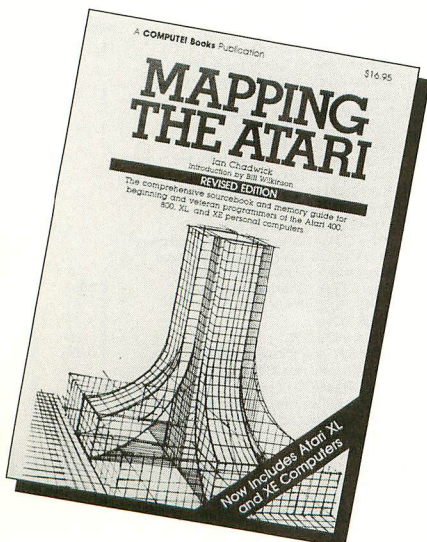 A COMPUTE! Books Publication
$16.95
MAPPING
THE ATARI
Ian Chadwick
Introduction by Bill Wilkinson
REVISED EDITION
The comprehensive sourcebook and memory guide for
beginning and veteran programmers of the Atari 400,
800, XL, and XE personal computers
Now Includes Atari XL
and XE Computers